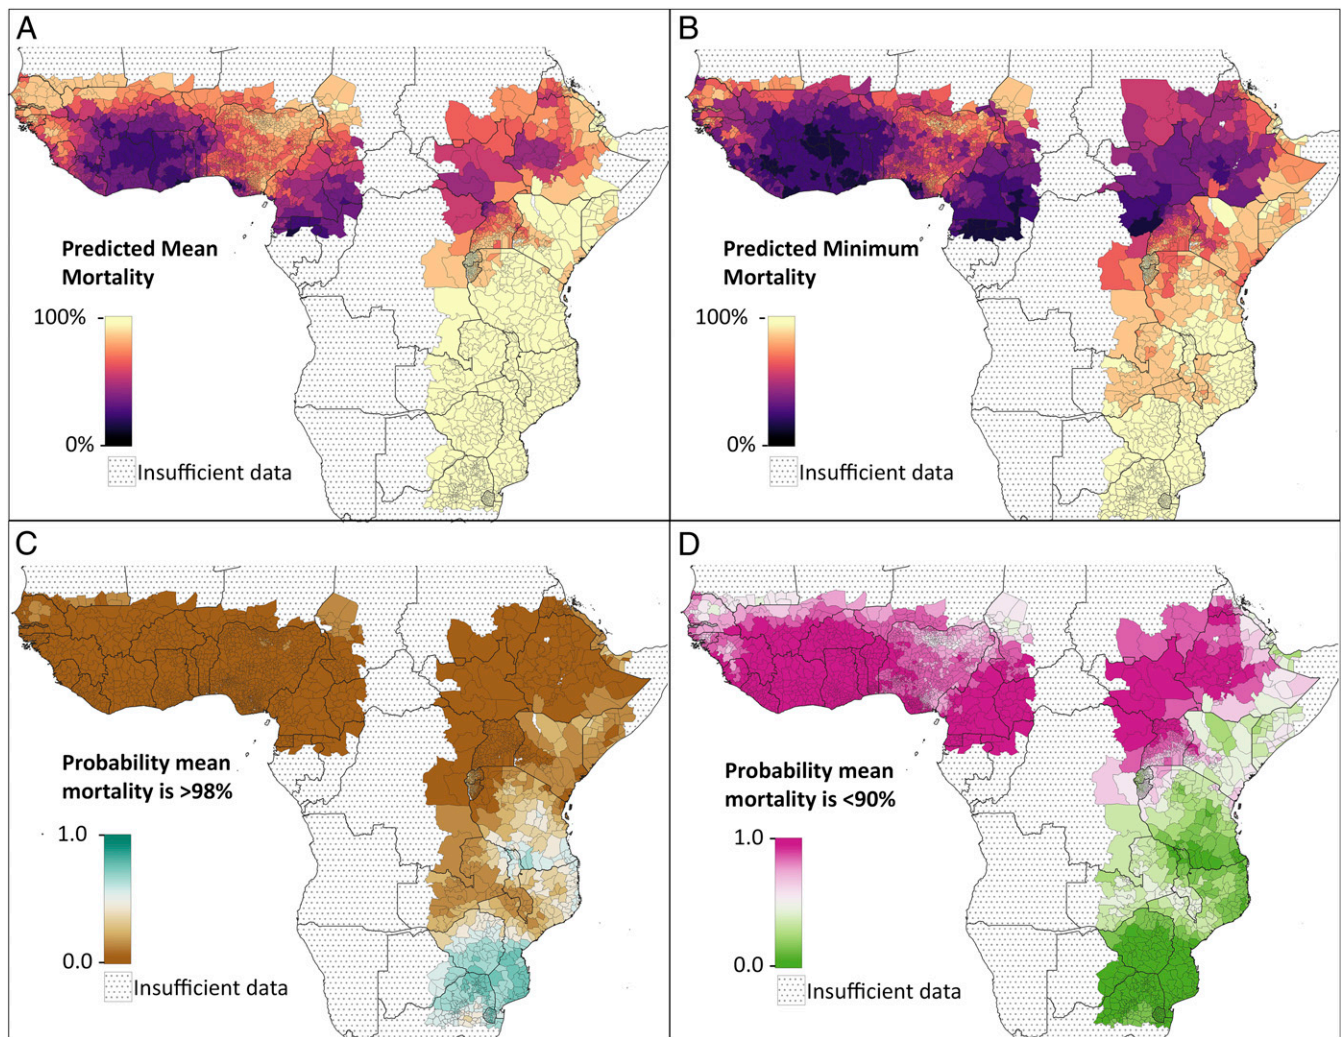 A
Predicted Mean
Mortality
100%
0%
Insufficient data
B
Predicted Minimum
Mortality
100%
0%
Insufficient data
C
Probability mean
mortality is >98%
1.0
0.0
Insufficient data
D
Probability mean
mortality is <90%
1.0
0.0
Insufficient data